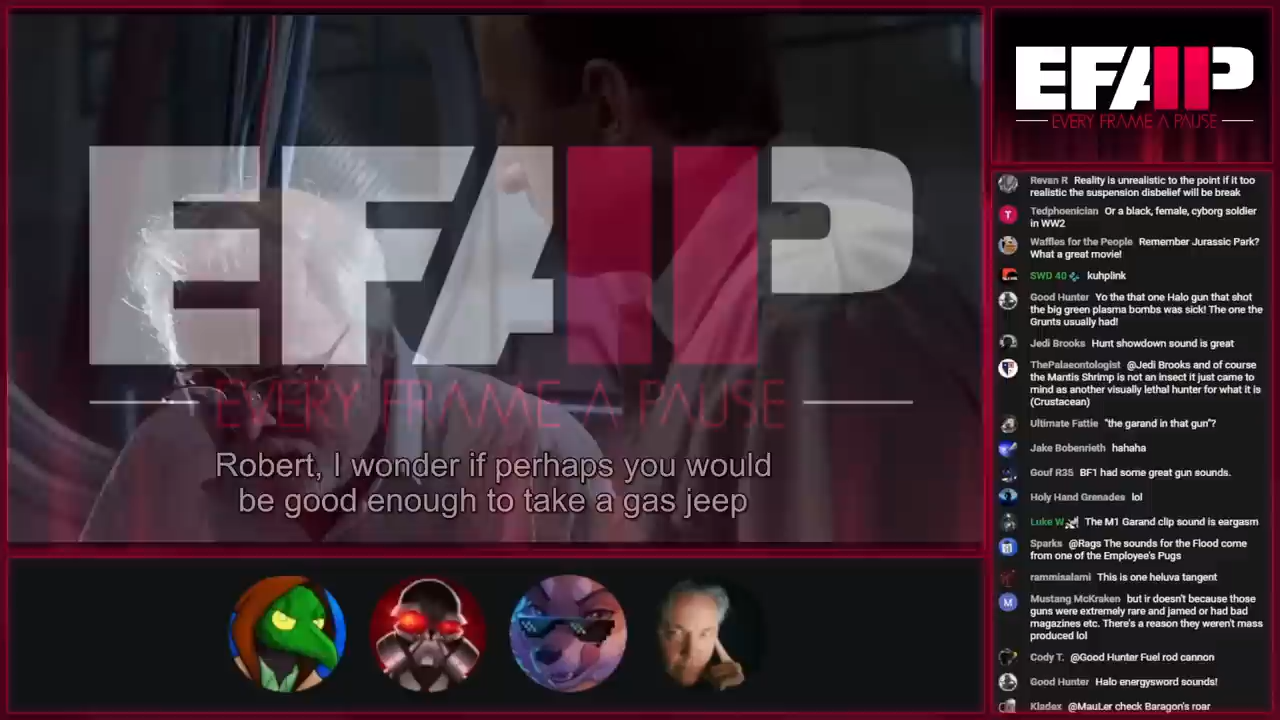 EFAP
EVERY FRAME A PAUSE
Robert, I wonder if perhaps you would
be good enough to take a gas jeep
EFAP
EVERY FRAME A PAUSE
Revan R Reality is unrealistic to the point if it too
realistic the suspension disbelief will be break
T
Tedphoenician Or a black, female, cyborg soldier
in WW2
Waffles for the People Remember Jurassic Park?
What a great movie!
SWD 40 kuhplink
Good Hunter Yo the that one Halo gun that shot
the big green plasma bombs was sick! The one the
Grunts usually had!
Jedi Brooks Hunt showdown sound is great
ThePalaeontologist @Jedi Brooks and of course
the Mantis Shrimp is not an insect it just came to
mind as another visually lethal hunter for what it is
(Crustacean)
Ultimate Fattie "the garand in that gun"?
Jake Bobenrieth hahaha
Gouf R35 BF1 had some great gun sounds.
Holy Hand Grenades lol
Luke W The M1 Garand clip sound is eargasm
Sparks @Rags The sounds for the Flood come
from one of the Employee's Pugs
rammisalami This is one heluva tangent
M
Mustang McKraken but ir doesn't because those
guns were extremely rare and jamed or had bad
magazines etc. There's a reason they weren't mass
produced lol
Cody T. @Good Hunter Fuel rod cannon
Good Hunter Halo energysword sounds!
Kladex @MauLer check Baragon's roar